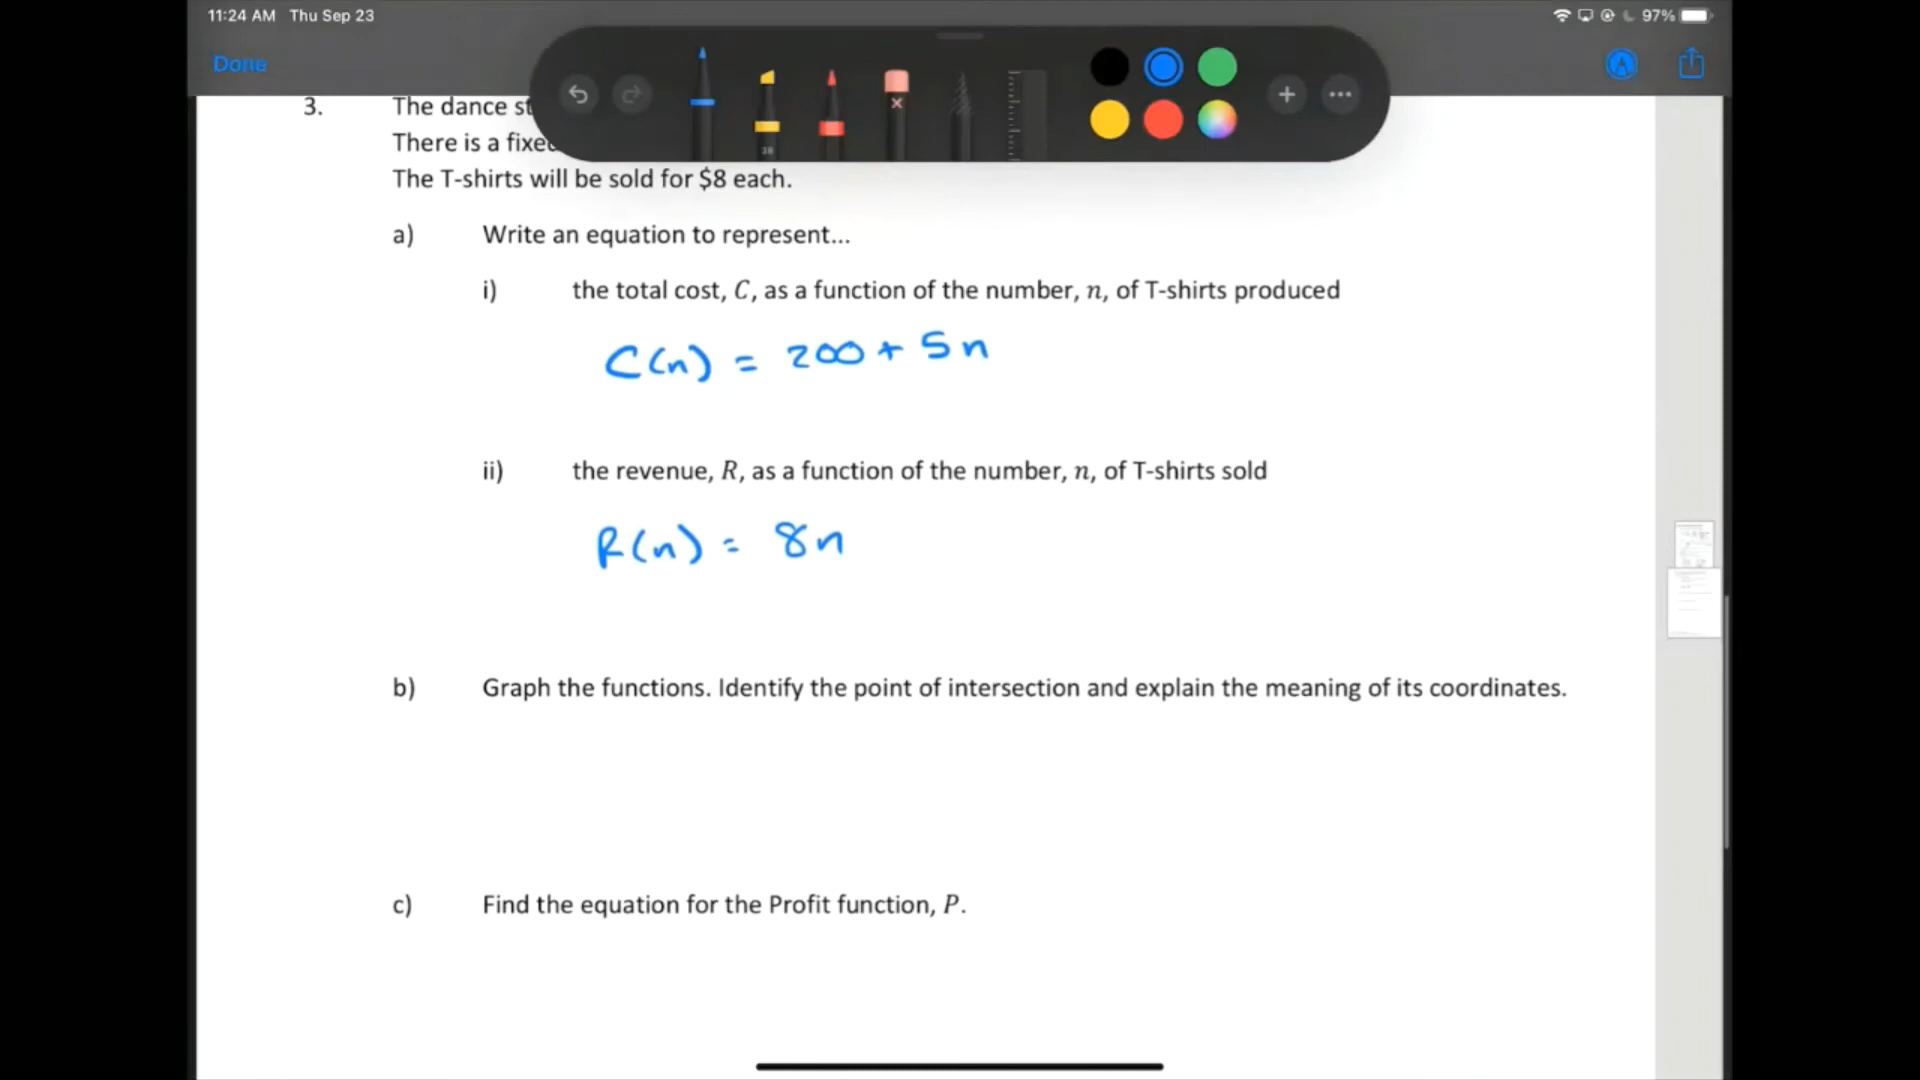 11:24 AM Thu Sep 23
97%
Done
3. The dance
There is a
The T-shirts will be sold for $8 each.
a) Write an equation to represent...
i) the total cost, C, as a function of the number, n, of T-shirts produced
C(n) = 200 + 5n
ii) the revenue, R, as a function of the number, n, of T-shirts sold
R(n) = 8n
b) Graph the functions. Identify the point of intersection and explain the meaning of its coordinates.
c) Find the equation for the Profit function, P.